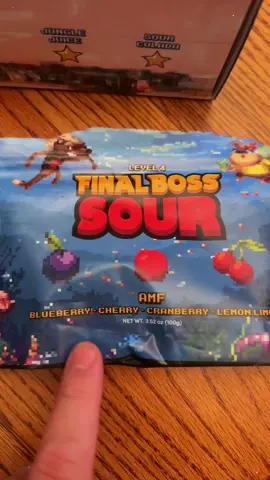 JUNGLE
JUICE
SOUR
COLADA
LEVEL 4
FINAL BOSS
SOUR
AMF
BLUEBERRY - CHERRY - CRANBERRY - LEMON LIME
NET WT. 3.52 oz (100g)